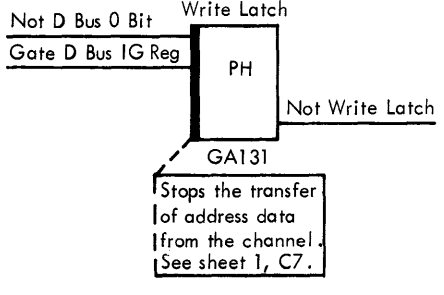 Write Latch
Not D Bus 0 Bit
Gate D Bus IG Reg
PH
Not Write Latch
GA131
Stops the transfer
of address data
from the channel.
See sheet 1, C7.